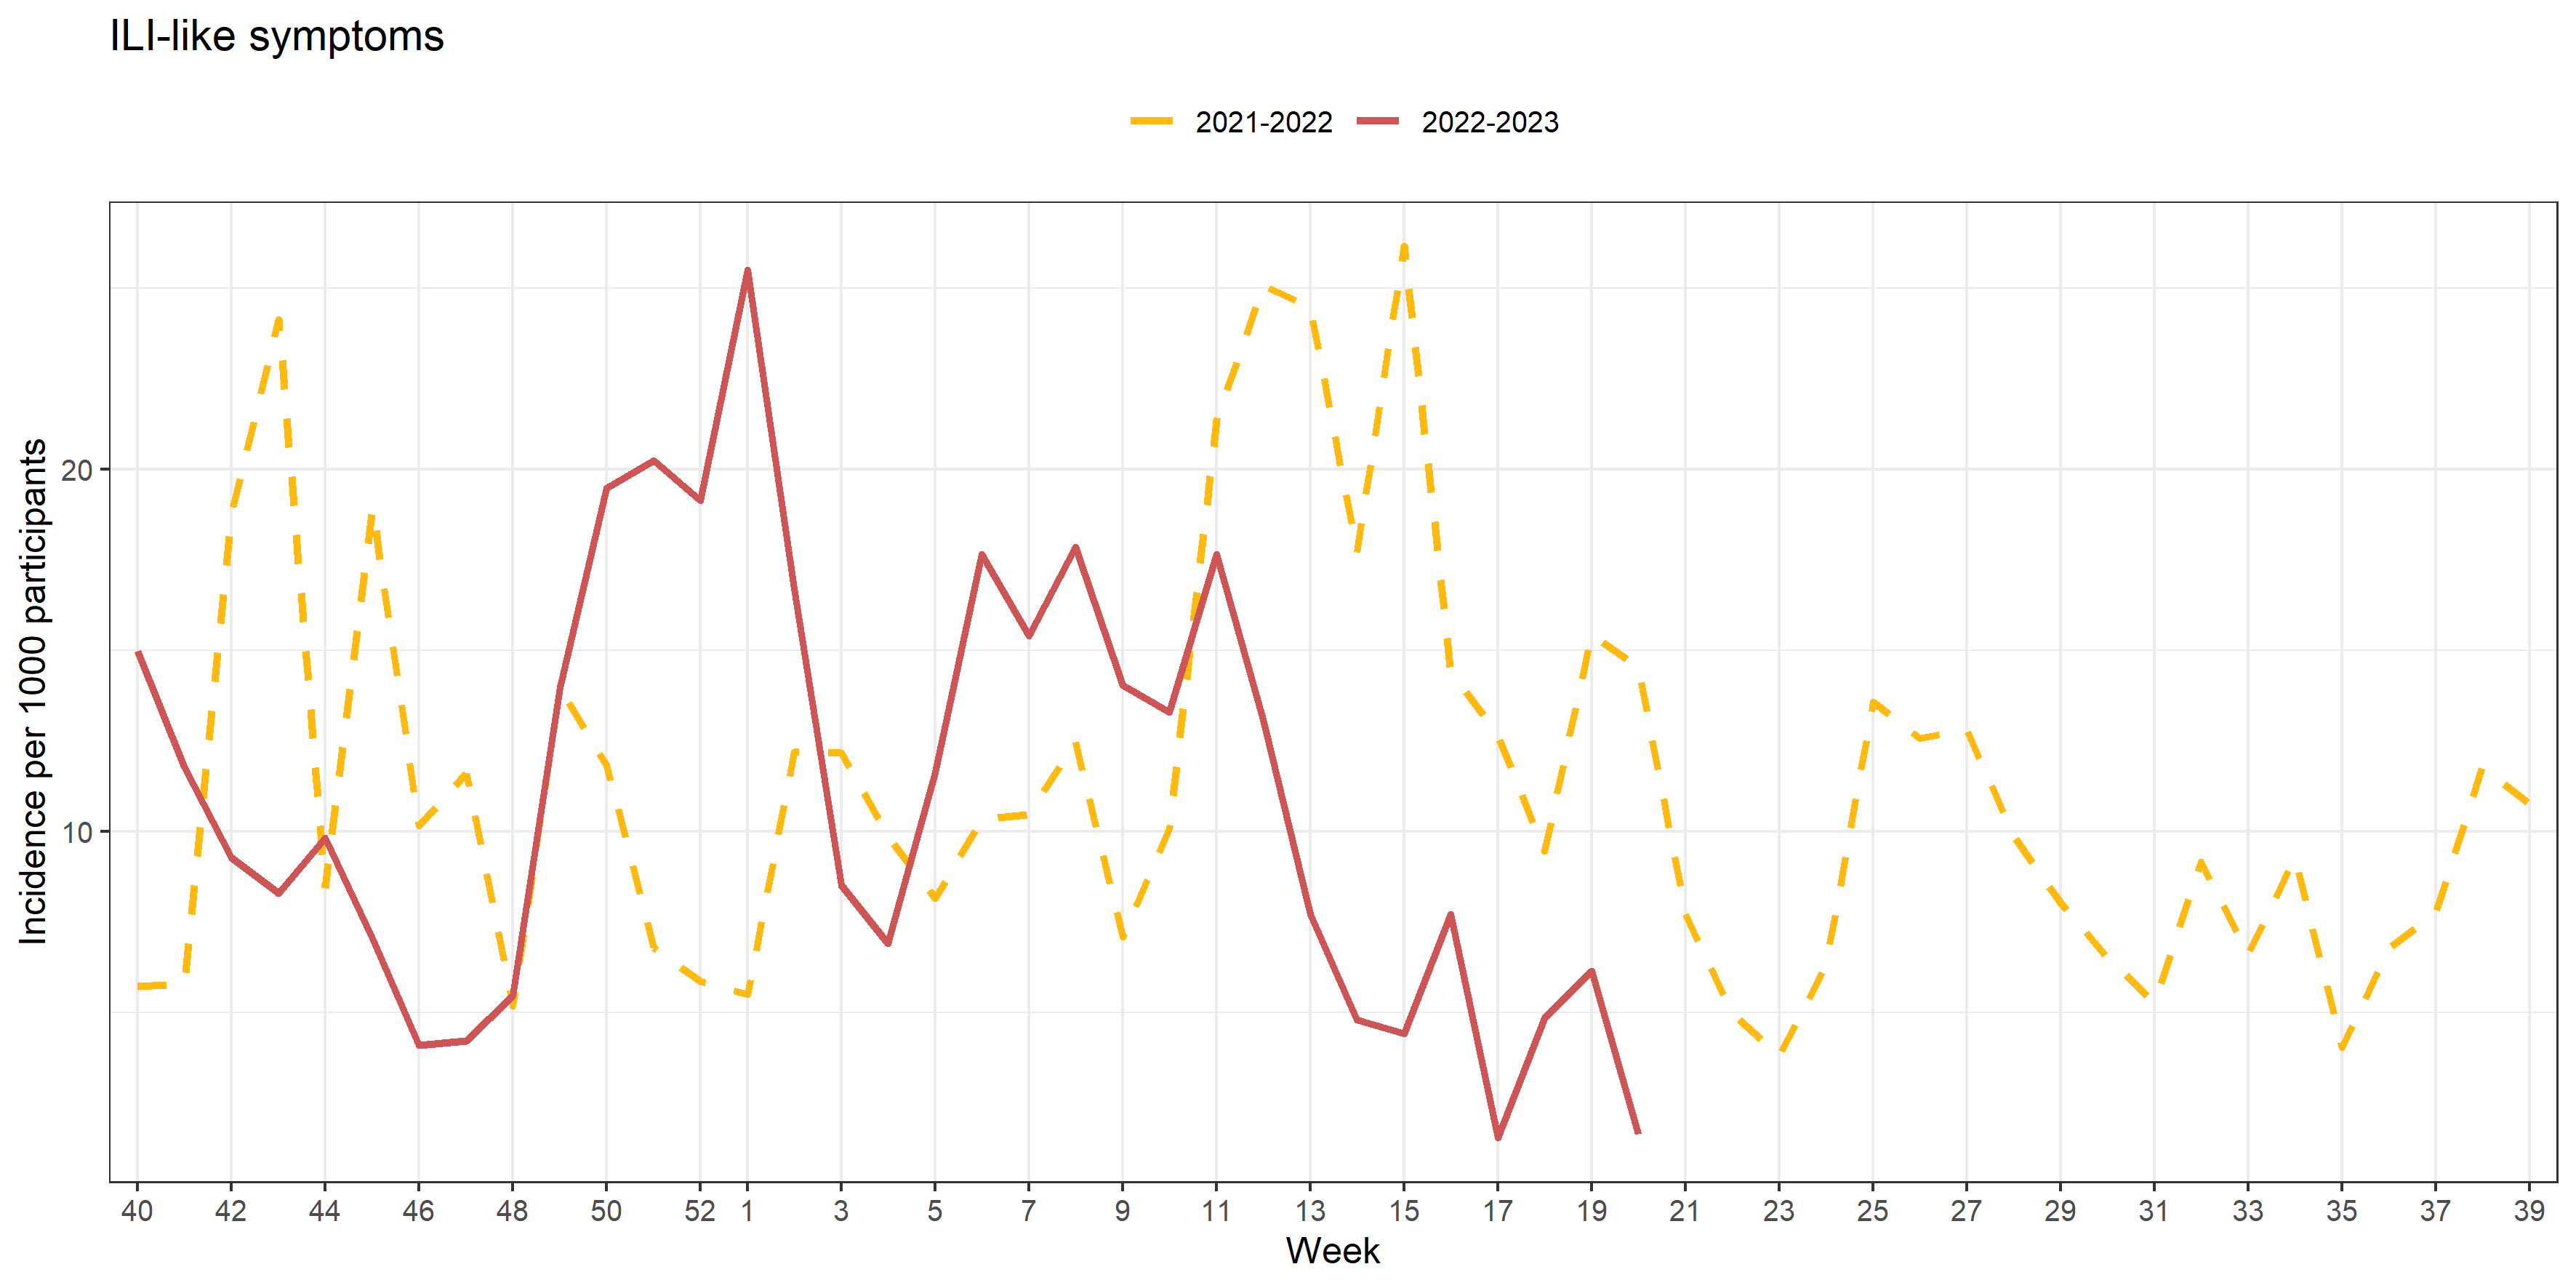 ILI-like symptoms
2021-2022 2022-2023
Incidence per 1000 participants
20
10
40 42 44 46 48 50 52 1 3 5 7 9 11 13 15 17 19 21 23 25 27 29 31 33 35 37 39
Week